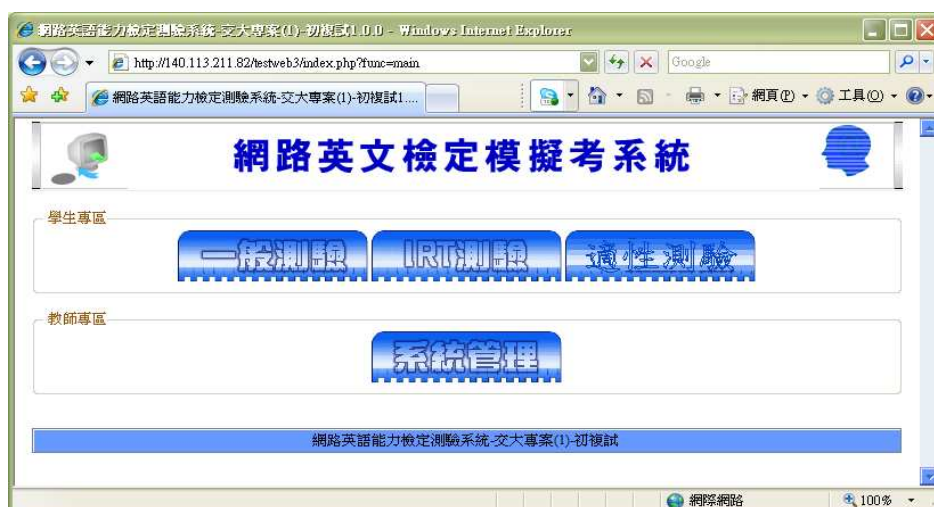 網路英語能力檢定測驗系統-交大專案(1)-初複試1.0.0 - Windows Internet Explorer
http://140.113.211.82/testweb3/index.php?func=main
Google
網路英語能力檢定測驗系統-交大專案(1)-初複試1....
網頁(P)
工具(O)
網路英文檢定模擬考系統
學生專區
一般測驗
IRT測驗
適性測驗
教師專區
系統管理
網路英語能力檢定測驗系統-交大專案(1)-初複試
網際網路
100%